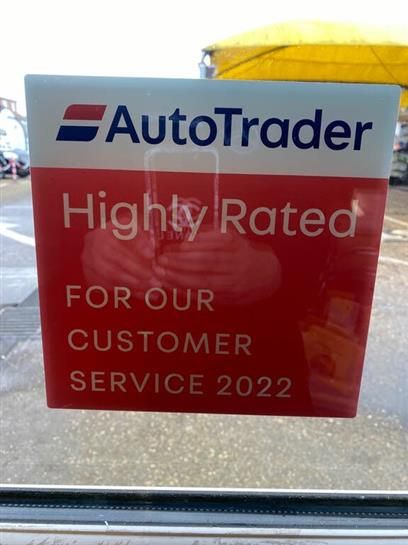 AutoTrader
Highly Rated
FOR OUR
CUSTOMER
SERVICE 2022